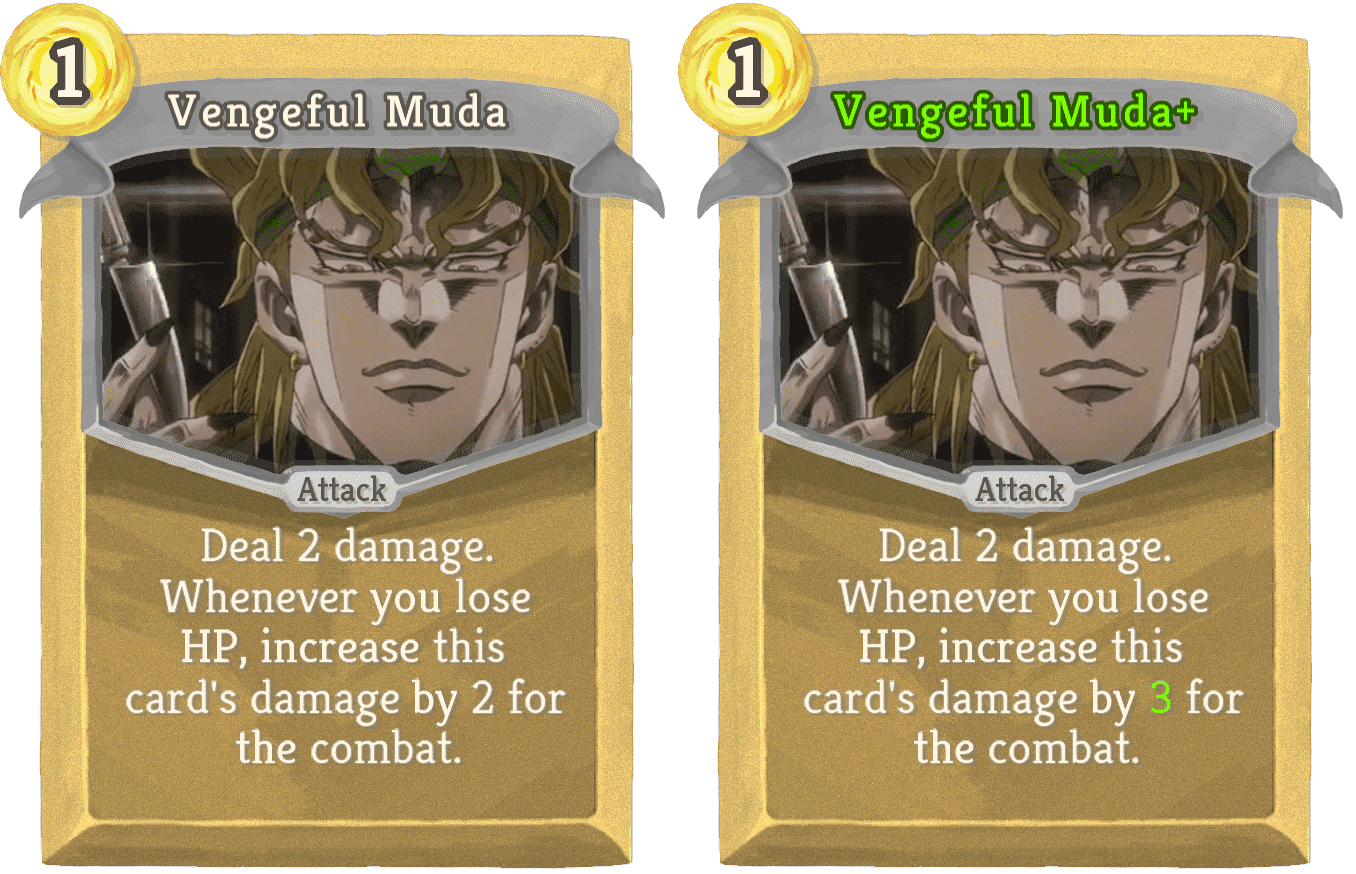 1
Vengeful Muda
Attack
Deal 2 damage.
Whenever you lose
HP, increase this
card's damage by 2 for
the combat.
1
Vengeful Muda+
Attack
Deal 2 damage.
Whenever you lose
HP, increase this
card's damage by 3 for
the combat.